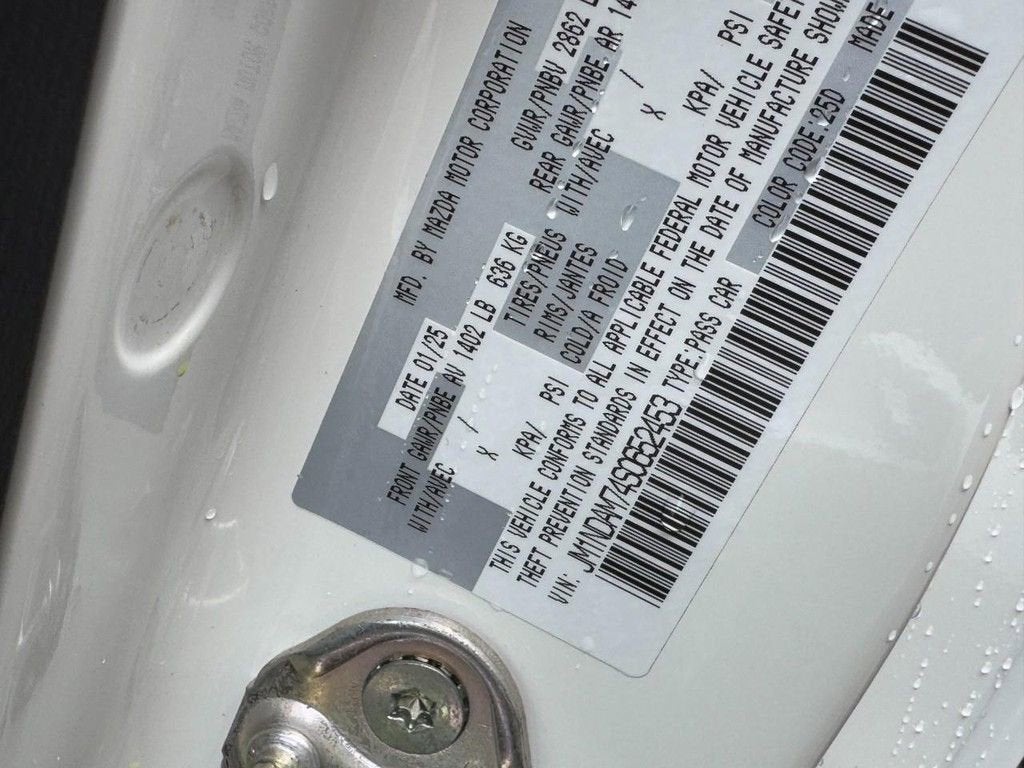 MFD. BY MAZDA MOTOR CORPORATION
DATE 01/25 GVWR/PNBV 2862
FRONT GAWR/PNBE AV 1402 LB 636 KG REAR GAWR/PNBE AR
WITH/AVEC TIRES/PNEUS WITH/AVEC
X / RIMS/JANTES X /
KPA/ PSI COLD/A FROID KPA/ PSI
THIS VEHICLE CONFORMS TO ALL APPLICABLE FEDERAL MOTOR VEHICLE
THEFT PREVENTION STANDARDS IN EFFECT ON THE DATE OF MANUFACTURE
VIN: JM1NDAM74S0652453 TYPE:PASS CAR COLOR CODE:25D MADE